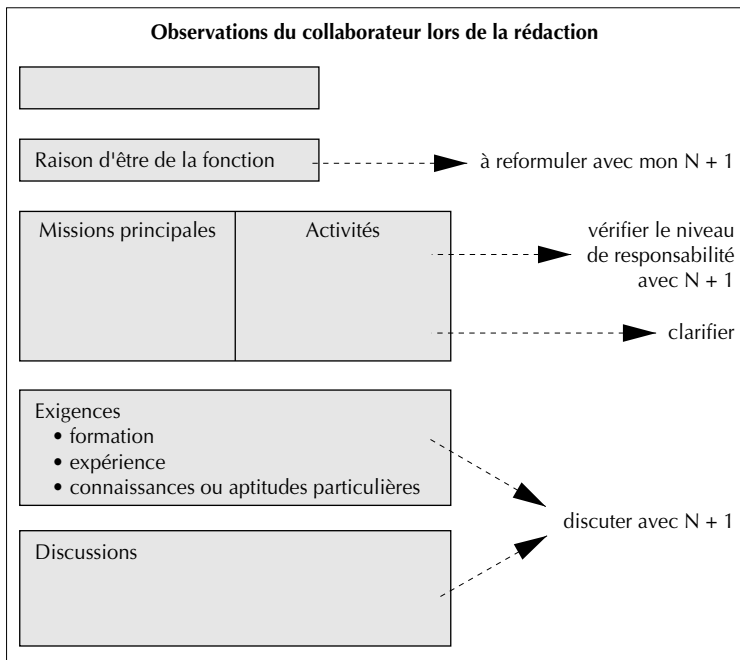 Observations du collaborateur lors de la rédaction
Raison d'être de la fonction
à reformuler avec mon N + 1
Missions principales
Activités
vérifier le niveau
de responsabilité
avec N + 1
clarifier
Exigences
• formation
• expérience
• connaissances ou aptitudes particulières
discuter avec N + 1
Discussions